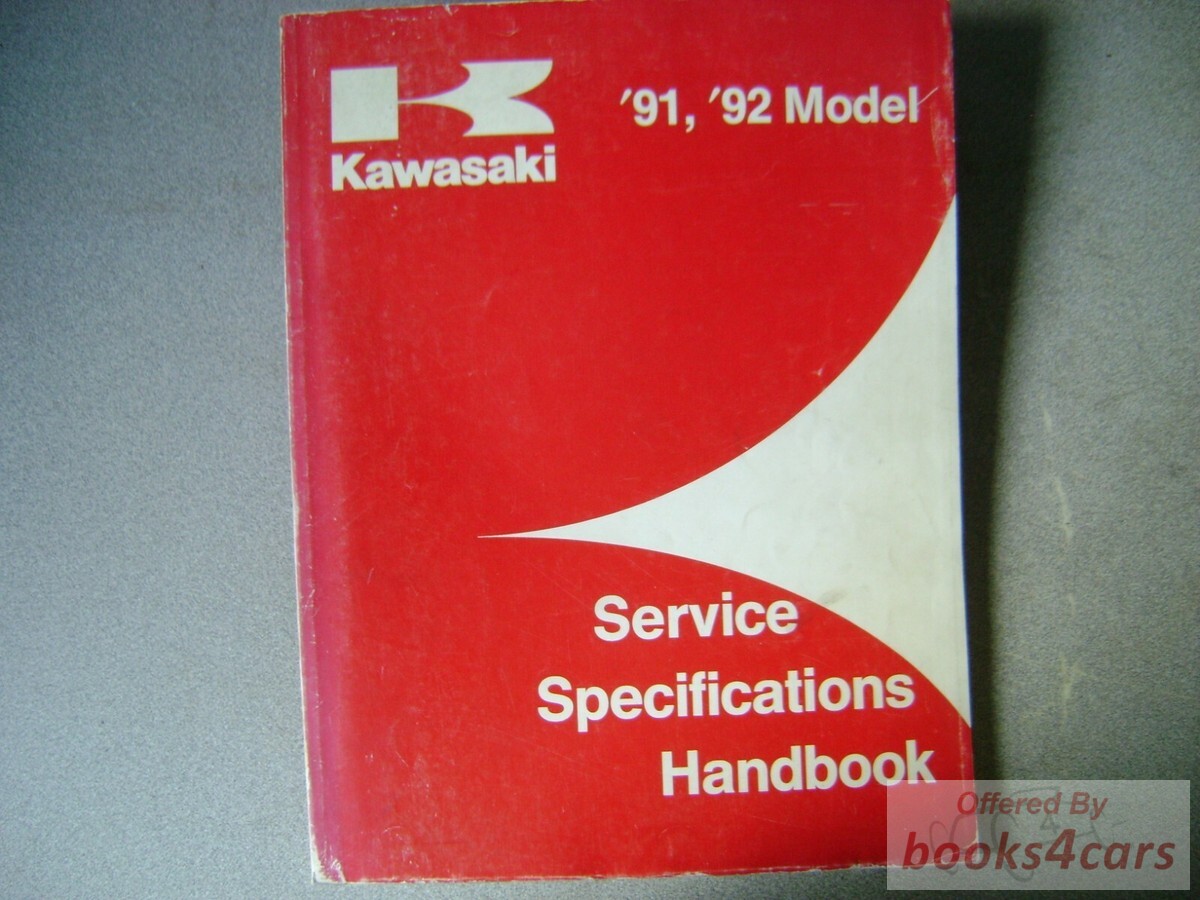 '91, '92 Model
Kawasaki
Service
Specifications
Handbook
Offered By
books4cars